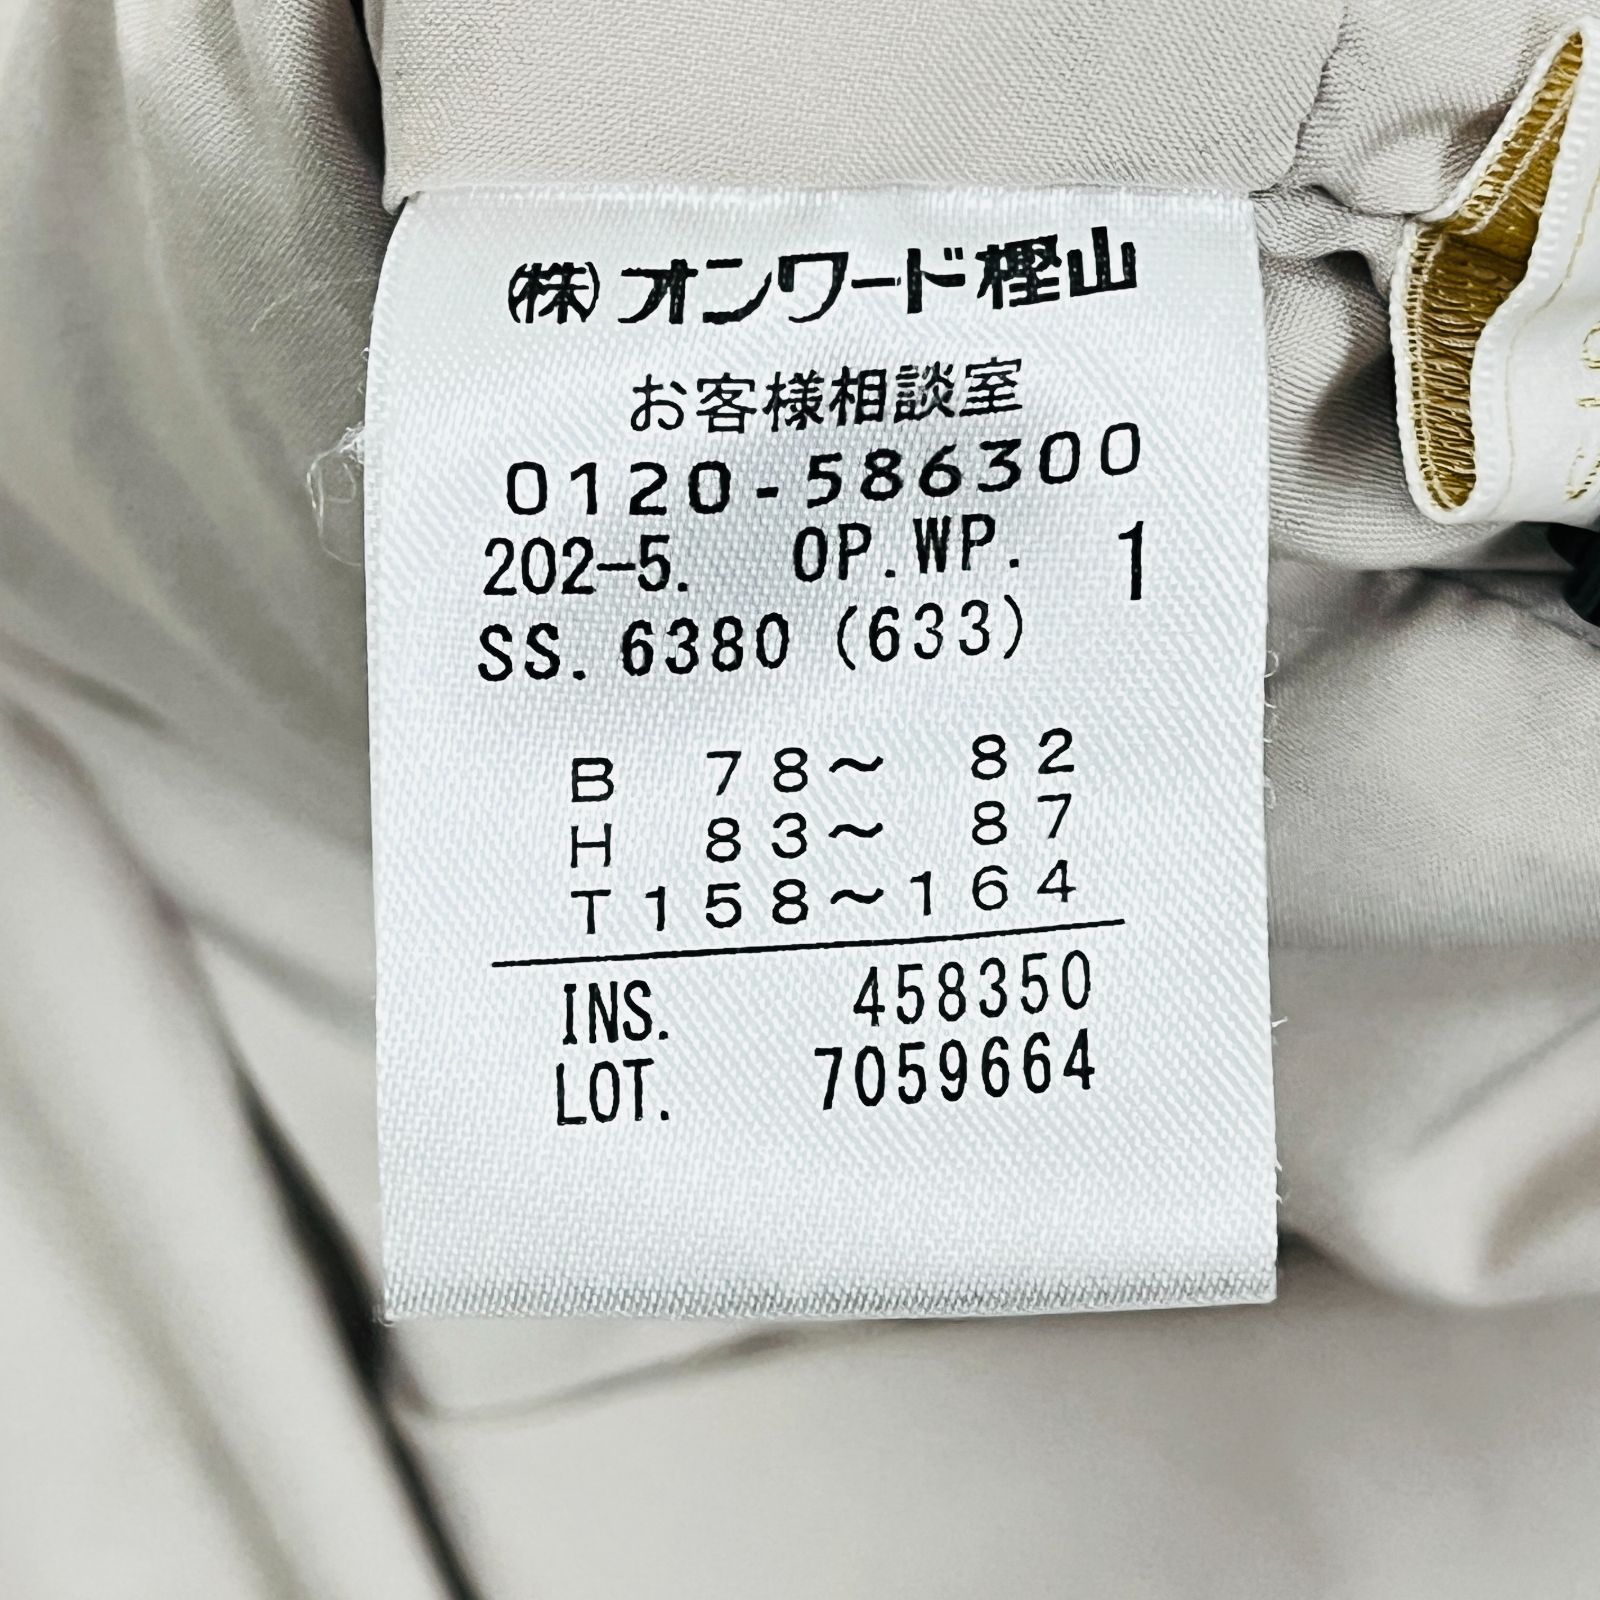 (株)オンワード樫山
お客様相談室
0120-586300
202-5. OP.WP. 1
SS. 6380 (633)
B 78～ 82
H 83～ 87
T158～164
INS. 458350
LOT. 7059664